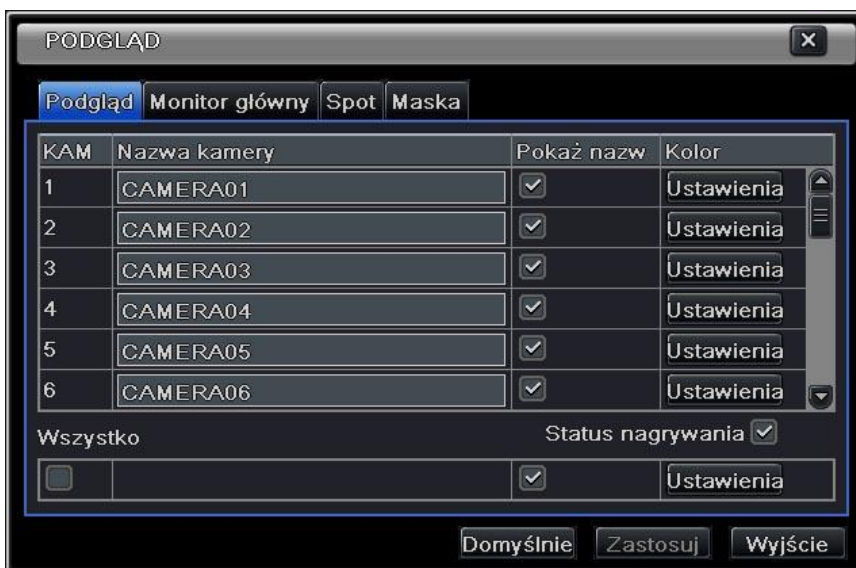 PODGLĄD
Podgląd Monitor główny Spot Maska
KAM Nazwa kamery Pokaż nazw Kolor
1 CAMERA01 Ustawienia
2 CAMERA02 Ustawienia
3 CAMERA03 Ustawienia
4 CAMERA04 Ustawienia
5 CAMERA05 Ustawienia
6 CAMERA06 Ustawienia
Wszystko Status nagrywania
Ustawienia
Domyślnie Zastosuj Wyjście